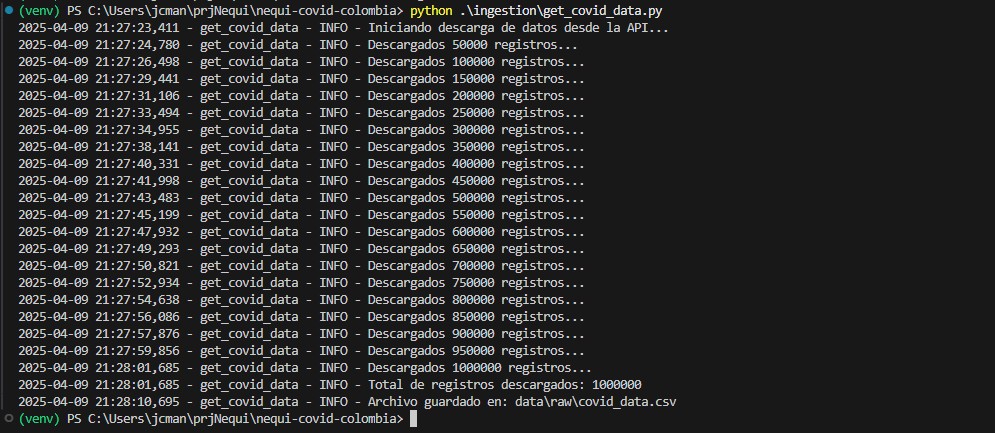 (venv) PS C:\Users\jcman\prjNequi\nequi-covid-colombia> python .\ingestion\get_covid_data.py
2025-04-09 21:27:23,411 - get_covid_data - INFO - Iniciando descarga de datos desde la API...
2025-04-09 21:27:24,780 - get_covid_data - INFO - Descargados 50000 registros...
2025-04-09 21:27:26,498 - get_covid_data - INFO - Descargados 100000 registros...
2025-04-09 21:27:29,441 - get_covid_data - INFO - Descargados 150000 registros...
2025-04-09 21:27:31,106 - get_covid_data - INFO - Descargados 200000 registros...
2025-04-09 21:27:33,494 - get_covid_data - INFO - Descargados 250000 registros...
2025-04-09 21:27:34,955 - get_covid_data - INFO - Descargados 300000 registros...
2025-04-09 21:27:38,141 - get_covid_data - INFO - Descargados 350000 registros...
2025-04-09 21:27:40,331 - get_covid_data - INFO - Descargados 400000 registros...
2025-04-09 21:27:41,998 - get_covid_data - INFO - Descargados 450000 registros...
2025-04-09 21:27:43,483 - get_covid_data - INFO - Descargados 500000 registros...
2025-04-09 21:27:45,199 - get_covid_data - INFO - Descargados 550000 registros...
2025-04-09 21:27:47,932 - get_covid_data - INFO - Descargados 600000 registros...
2025-04-09 21:27:49,293 - get_covid_data - INFO - Descargados 650000 registros...
2025-04-09 21:27:50,821 - get_covid_data - INFO - Descargados 700000 registros...
2025-04-09 21:27:52,934 - get_covid_data - INFO - Descargados 750000 registros...
2025-04-09 21:27:54,638 - get_covid_data - INFO - Descargados 800000 registros...
2025-04-09 21:27:56,086 - get_covid_data - INFO - Descargados 850000 registros...
2025-04-09 21:27:57,876 - get_covid_data - INFO - Descargados 900000 registros...
2025-04-09 21:27:59,856 - get_covid_data - INFO - Descargados 950000 registros...
2025-04-09 21:28:01,685 - get_covid_data - INFO - Descargados 1000000 registros...
2025-04-09 21:28:01,685 - get_covid_data - INFO - Total de registros descargados: 1000000
2025-04-09 21:28:10,695 - get_covid_data - INFO - Archivo guardado en: data\raw\covid_data.csv
(venv) PS C:\Users\jcman\prjNequi\nequi-covid-colombia>